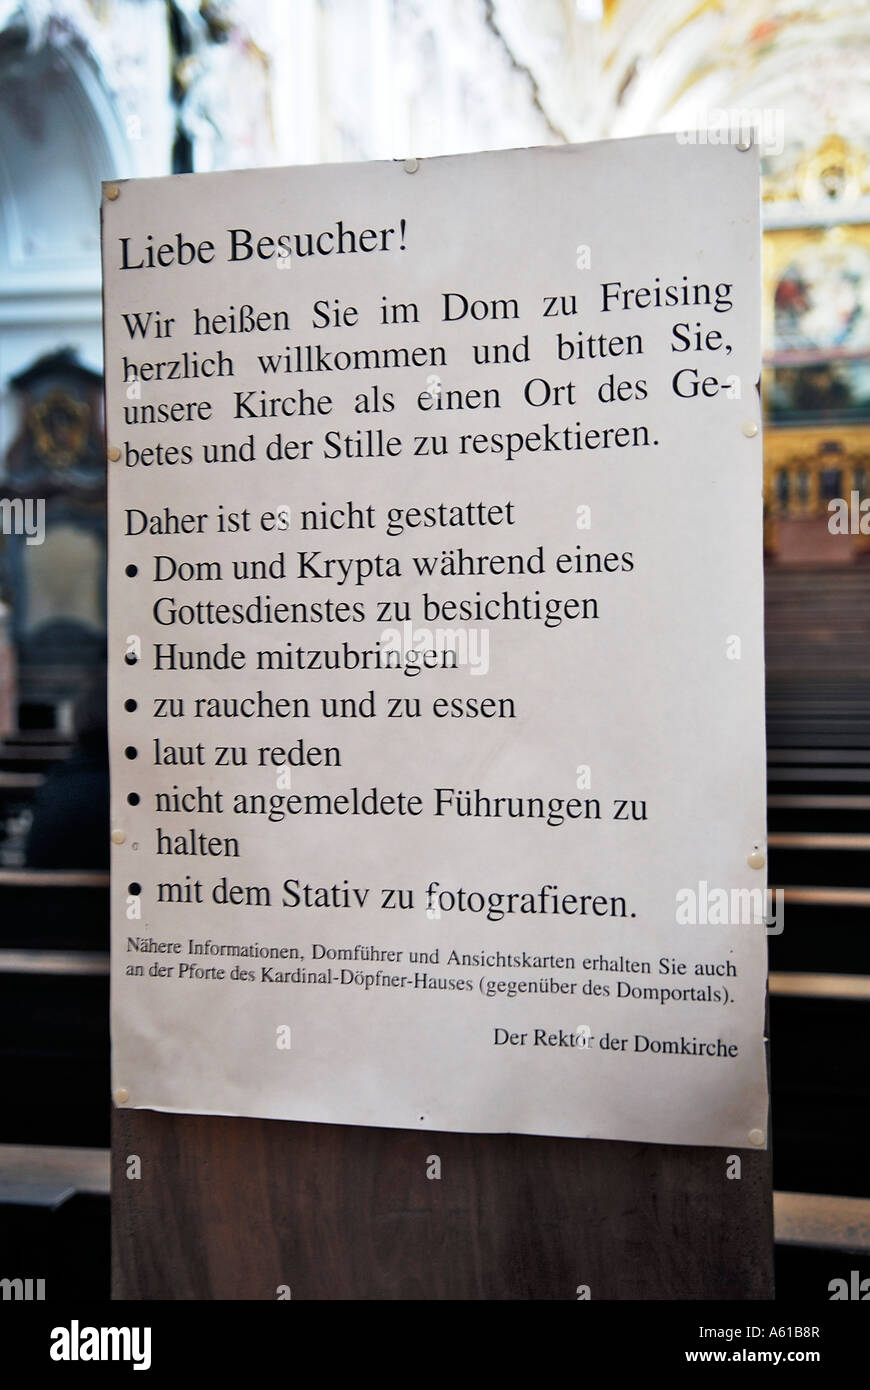 Liebe Besucher!
Wir heißen Sie im Dom zu Freising
herzlich willkommen und bitten Sie,
unsere Kirche als einen Ort des Ge-
betes und der Stille zu respektieren.
Daher ist es nicht gestattet
• Dom und Krypta während eines
Gottesdienstes zu besichtigen
• Hunde mitzubringen
• zu rauchen und zu essen
• laut zu reden
• nicht angemeldete Führungen zu
halten
• mit dem Stativ zu fotografieren.
Nähere Informationen, Domführer und Ansichtskarten erhalten Sie auch
an der Pforte des Kardinal-Döpfner-Hauses (gegenüber des Domportals).
Der Rektor der Domkirche
alamy
alamy
Image ID: A61B8R
www.alamy.com